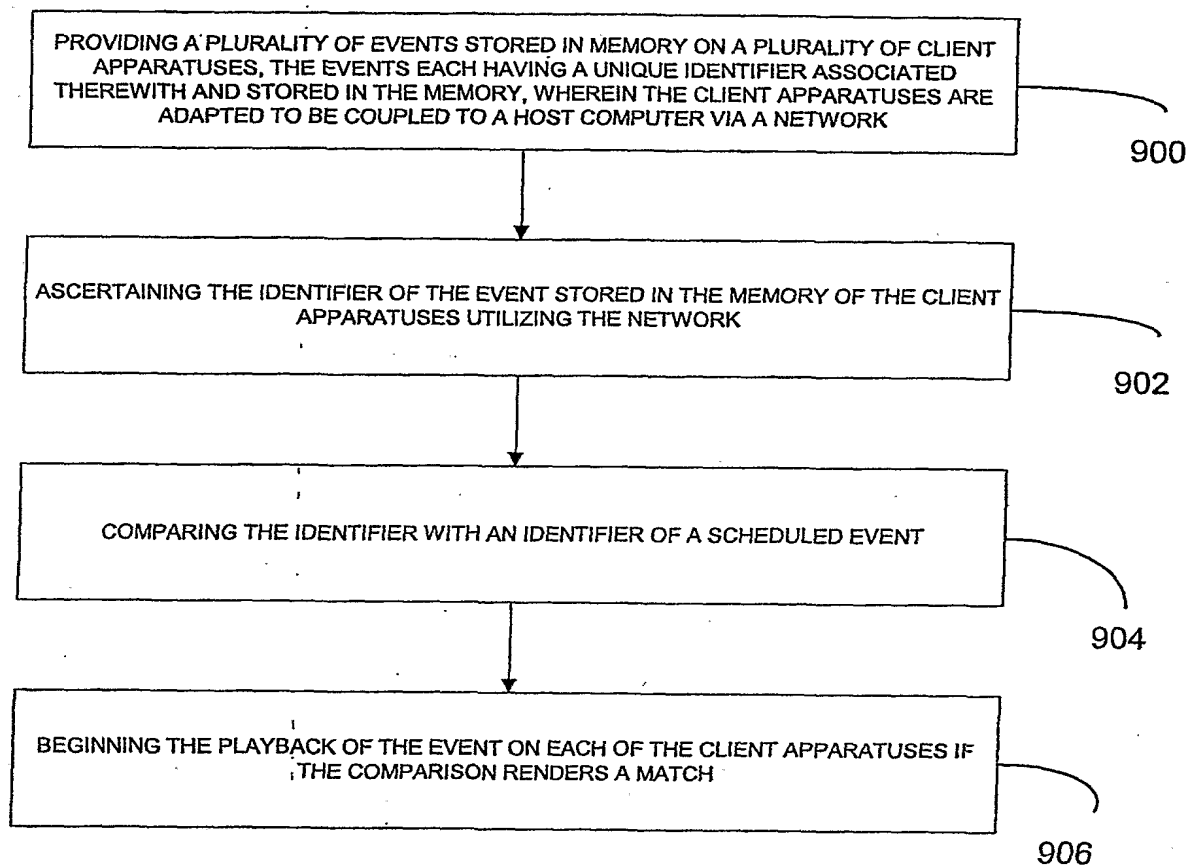 PROVIDING A PLURALITY OF EVENTS STORED IN MEMORY ON A PLURALITY OF CLIENT
APPARATUSES, THE EVENTS EACH HAVING A UNIQUE IDENTIFIER ASSOCIATED
THEREWITH AND STORED IN THE MEMORY, WHEREIN THE CLIENT APPARATUSES ARE
ADAPTED TO BE COUPLED TO A HOST COMPUTER VIA A NETWORK
900
ASCERTAINING THE IDENTIFIER OF THE EVENT STORED IN THE MEMORY OF THE CLIENT
APPARATUSES UTILIZING THE NETWORK
902
COMPARING THE IDENTIFIER WITH AN IDENTIFIER OF A SCHEDULED EVENT
904
BEGINNING THE PLAYBACK OF THE EVENT ON EACH OF THE CLIENT APPARATUSES IF
THE COMPARISON RENDERS A MATCH
906